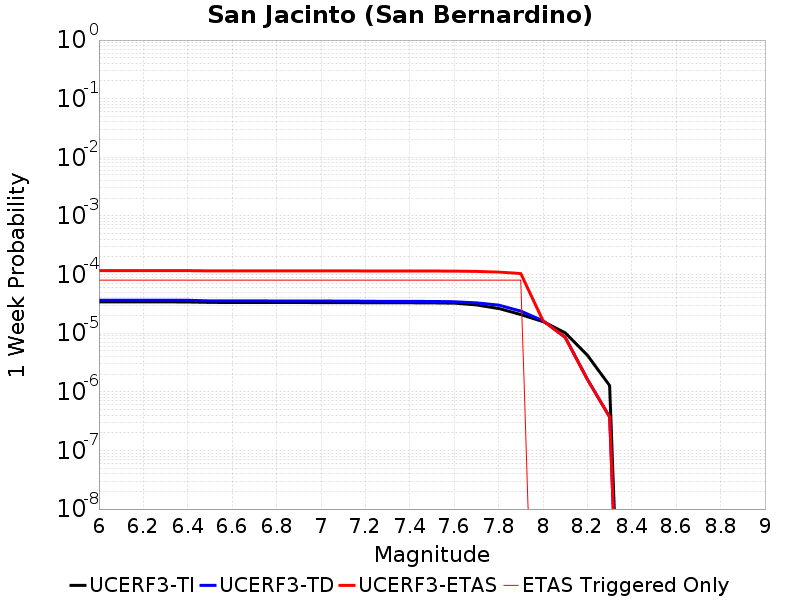 San Jacinto (San Bernardino)
10^0
10^-1
10^-2
10^-3
10^-4
10^-5
10^-6
10^-7
10^-8
1 Week Probability
6 6.2 6.4 6.6 6.8 7 7.2 7.4 7.6 7.8 8 8.2 8.4 8.6 8.8 9
Magnitude
UCERF3-TI UCERF3-TD UCERF3-ETAS ETAS Triggered Only